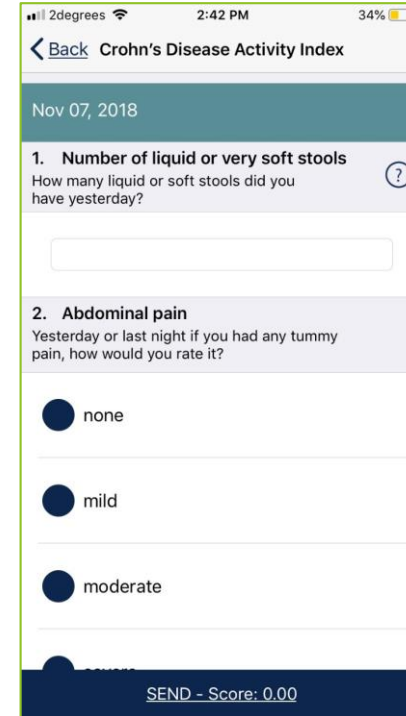 2degrees 2:42 PM 34%
Back Crohn's Disease Activity Index
Nov 07, 2018
1. Number of liquid or very soft stools
How many liquid or soft stools did you
have yesterday?
?
2. Abdominal pain
Yesterday or last night if you had any tummy
pain, how would you rate it?
none
mild
moderate
SEND - Score: 0.00